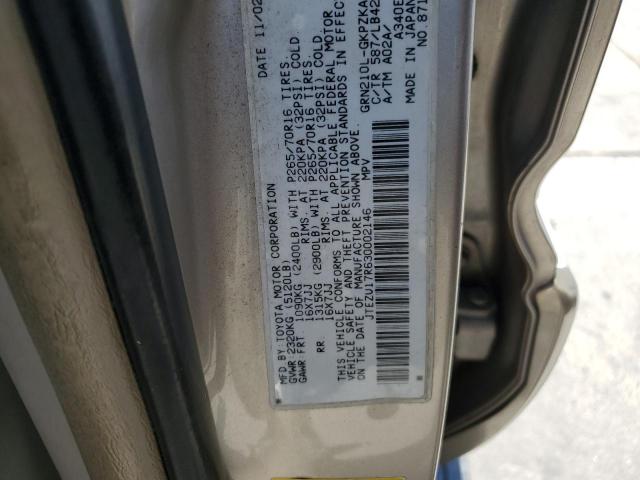 MFD BY TOYOTA MOTOR CORPORATION DATE 11/02
GVWR 2320KG (5120LB)
GAWR FRT 1090KG (2400LB) WITH P265/70R16 TIRES.
16X7JJ RIMS. AT 220KPA (32PSI) COLD
RR. 1315KG (2900LB) WITH P265/70R16 TIRES.
16X7JJ RIMS. AT 220KPA (32PSI) COLD.
THIS VEHICLE CONFORMS TO ALL APPLICABLE FEDERAL MOTOR
VEHICLE SAFETY AND THEFT PREVENTION STANDARDS IN EFFECT
ON THE DATE OF MANUFACTURE SHOWN ABOVE.
JTEZU17R630002146 MPV
GRN210L-GKPZKA
C/TR 587/LB42
A/TM A02A/ A340E
MADE IN JAPAN
NO.871